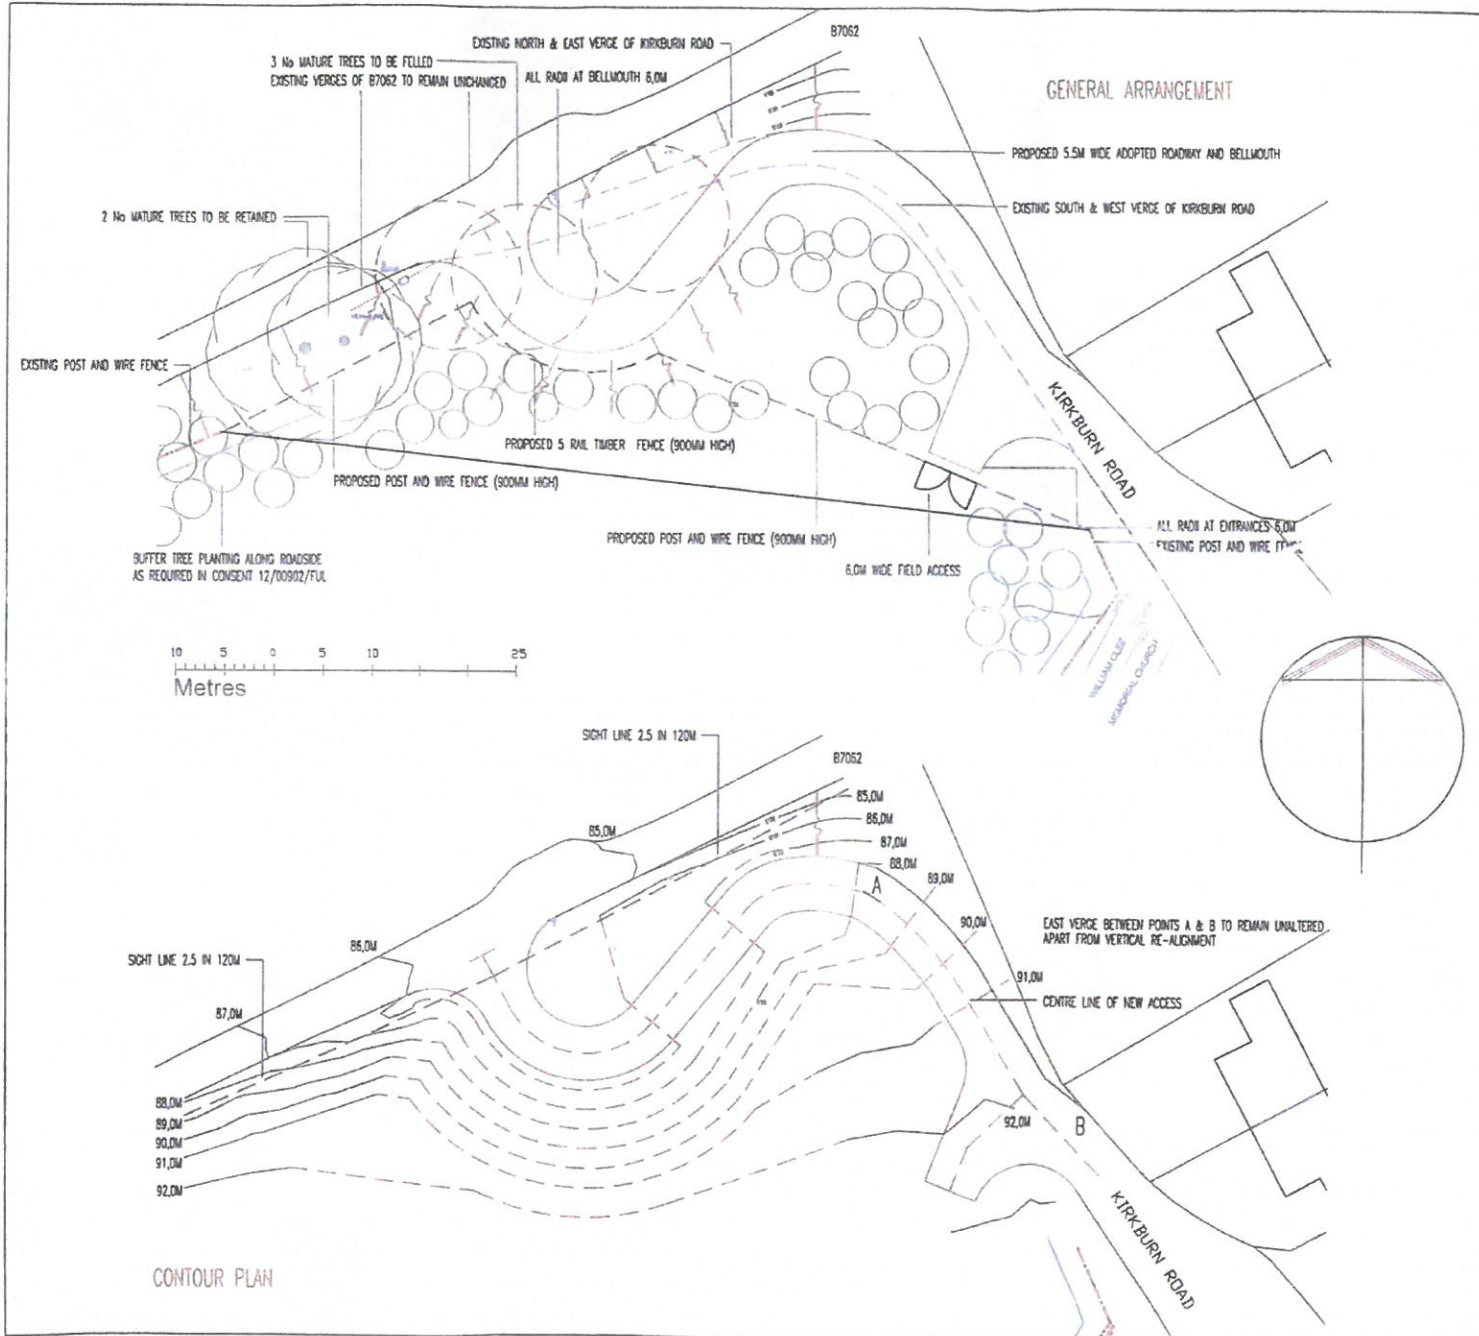 B7062
EXISTING NORTH & EAST VERGE OF KIRKBURN ROAD
3 No MATURE TREES TO BE FELLED
EXISTING VERGES OF B7062 TO REMAIN UNCHANGED
ALL RADII AT BELLMOUTH 6,0M
GENERAL ARRANGEMENT
PROPOSED 5.5M WIDE ADOPTED ROADWAY AND BELLMOUTH
2 No MATURE TREES TO BE RETAINED
EXISTING SOUTH & WEST VERGE OF KIRKBURN ROAD
EXISTING POST AND WIRE FENCE
KIRKBURN ROAD
PROPOSED 5 RAIL TIMBER FENCE (900MM HIGH)
PROPOSED POST AND WIRE FENCE (900MM HIGH)
PROPOSED POST AND WIRE FENCE (900MM HIGH)
ALL RADII AT ENTRANCES 6,0M
EXISTING POST AND WIRE FENCE
BUFFER TREE PLANTING ALONG ROADSIDE
AS REQUIRED IN CONSENT 12/00902/FUL
6,0M WIDE FIELD ACCESS
WILLIAM GLEE
MEMORIAL CHURCH
10 5 0 5 10 25
Metres
SIGHT LINE 2.5 IN 120M
B7062
85,0M
85,0M
86,0M
87,0M
88,0M
A
89,0M
90,0M
EAST VERGE BETWEEN POINTS A & B TO REMAIN UNALTERED
APART FROM VERTICAL RE-ALIGNMENT
86,0M
SIGHT LINE 2.5 IN 120M
91,0M
CENTRE LINE OF NEW ACCESS
87,0M
88,0M
89,0M
90,0M
91,0M
92,0M
92,0M
B
KIRKBURN ROAD
CONTOUR PLAN